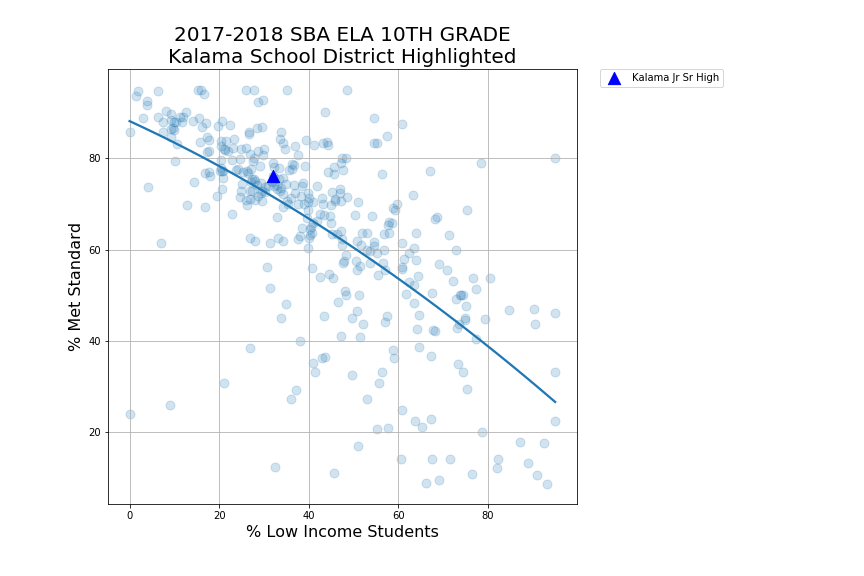 2017-2018 SBA ELA 10TH GRADE
Kalama School District Highlighted
Kalama Jr Sr High
% Met Standard
80
60
40
20
0
20
40
60
80
% Low Income Students